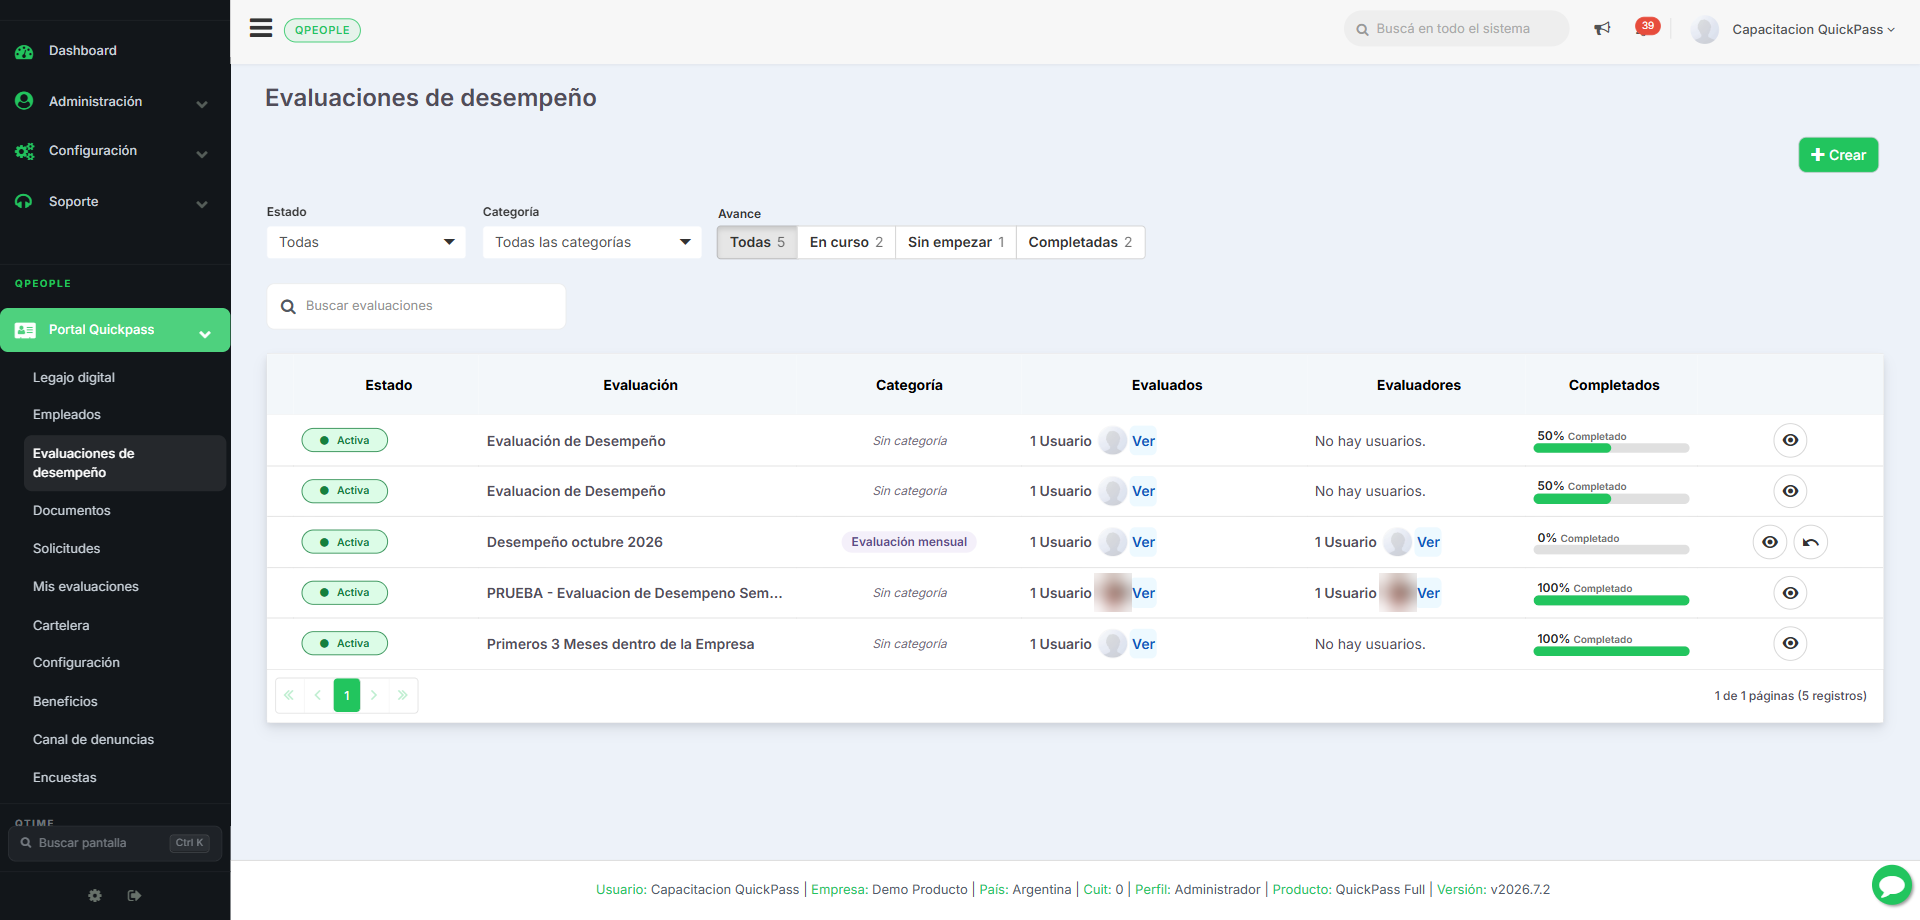 Dashboard
Administración
Configuración
Soporte
QPEOPLE
Portal Quickpass
Legajo digital
Empleados
Evaluaciones de
desempeño
Documentos
Solicitudes
Mis evaluaciones
Cartelera
Configuración
Beneficios
Canal de denuncias
Encuestas
QTIME
Buscar pantalla Ctrl K
QPEOPLE
Buscá en todo el sistema
39
Capacitacion QuickPass
Evaluaciones de desempeño
Crear
Estado
Todas
Categoría
Todas las categorías
Avance
Todas 5 En curso 2 Sin empezar 1 Completadas 2
Buscar evaluaciones
Estado Evaluación Categoría Evaluados Evaluadores Completados
Activa Evaluación de Desempeño Sin categoría 1 Usuario Ver No hay usuarios. 50% Completado
Activa Evaluacion de Desempeño Sin categoría 1 Usuario Ver No hay usuarios. 50% Completado
Activa Desempeño octubre 2026 Evaluación mensual 1 Usuario Ver 1 Usuario Ver 0% Completado
Activa PRUEBA - Evaluacion de Desempeno Sem... Sin categoría 1 Usuario Ver 1 Usuario Ver 100% Completado
Activa Primeros 3 Meses dentro de la Empresa Sin categoría 1 Usuario Ver No hay usuarios. 100% Completado
« ‹ 1 › »
1 de 1 páginas (5 registros)
Usuario: Capacitacion QuickPass | Empresa: Demo Producto | País: Argentina | Cuit: 0 | Perfil: Administrador | Producto: QuickPass Full | Versión: v2026.7.2